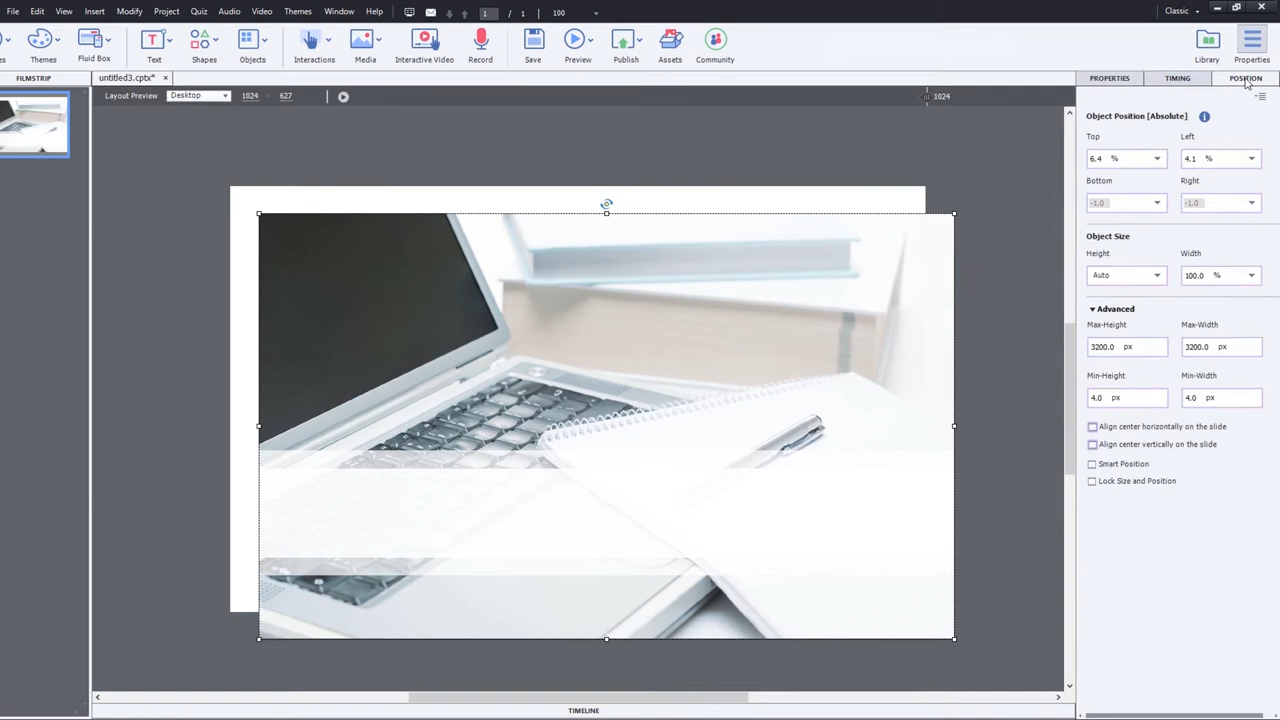 File Edit View Insert Modify Project Quiz Audio Video Themes Window Help 1 / 1 100 Classic
Themes Fluid Box Text Shapes Objects Interactions Media Interactive Video Record Save Preview Publish Assets Community Library Properties
FILMSTRIP untitled3.cptx* × PROPERTIES TIMING POSITION
Layout Preview Desktop 1024 × 627 1024
Object Position [Absolute]
Top Left
6.4 % 4.1 %
Bottom Right
-1.0 -1.0
Object Size
Height Width
Auto 100.0 %
Advanced
Max-Height Max-Width
3200.0 px 3200.0 px
Min-Height Min-Width
4.0 px 4.0 px
Align center horizontally on the slide
Align center vertically on the slide
Smart Position
Lock Size and Position
TIMELINE